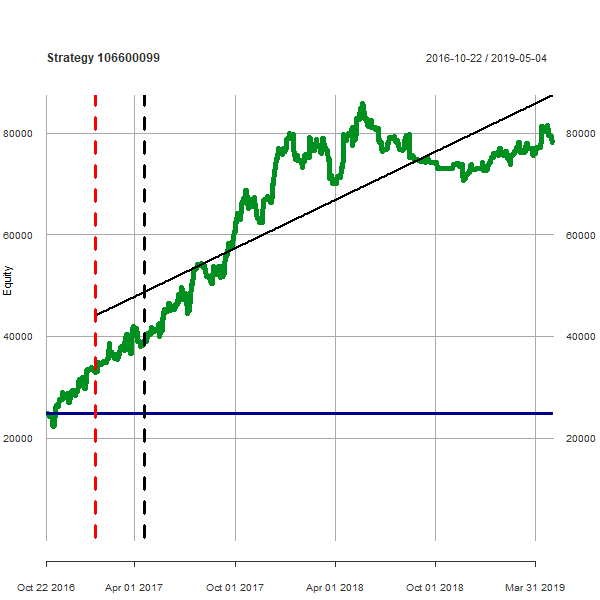 Strategy 106600099
2016-10-22 / 2019-05-04
80000
80000
60000
60000
Equity
40000
40000
20000
20000
Oct 22 2016
Apr 01 2017
Oct 01 2017
Apr 01 2018
Oct 01 2018
Mar 31 2019